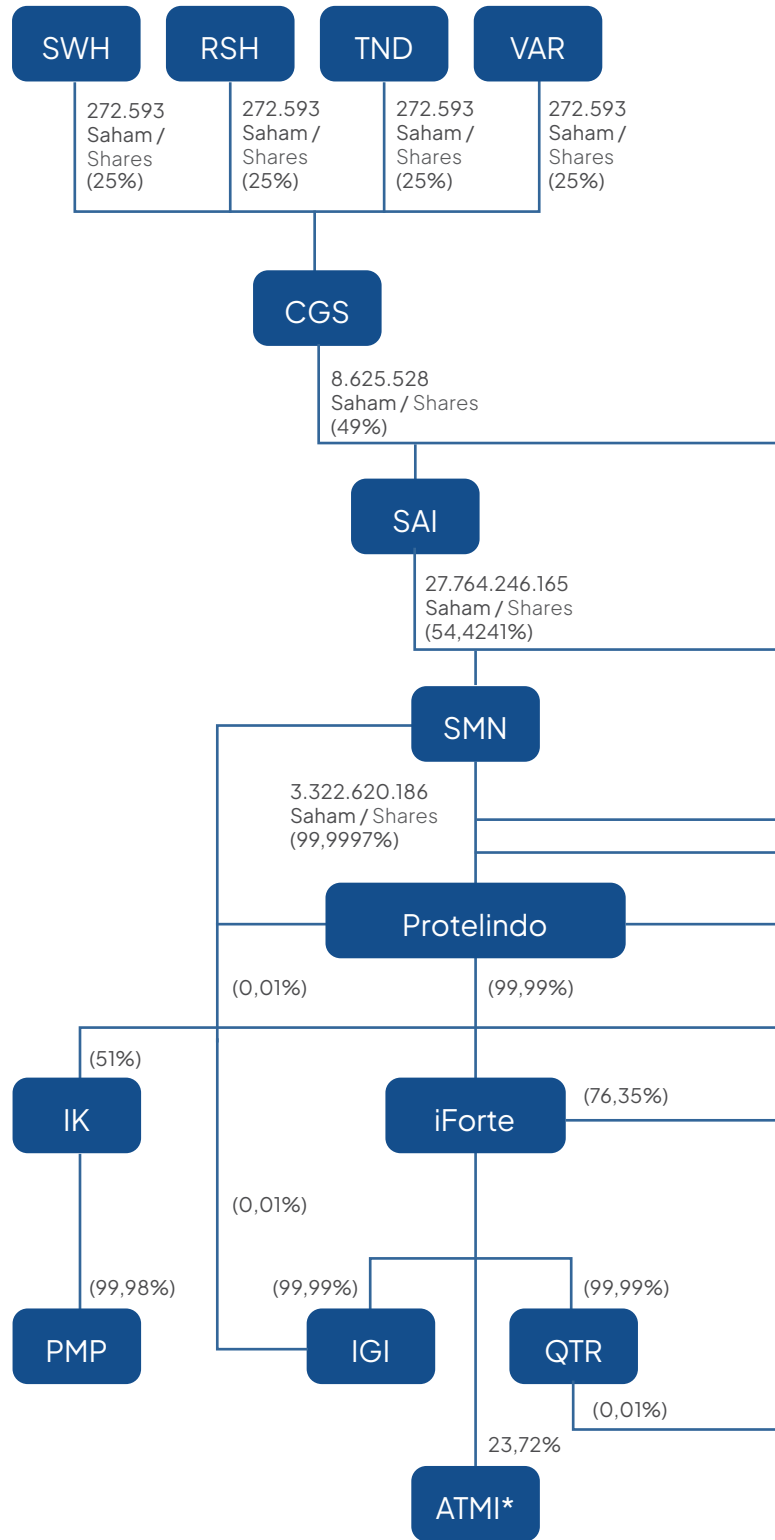 SWH
RSH
TND
VAR
272.593
Saham /
Shares
(25%)
272.593
Saham /
Shares
(25%)
272.593
Saham /
Shares
(25%)
272.593
Saham /
Shares
(25%)
CGS
8.625.528
Saham / Shares
(49%)
SAI
27.764.246.165
Saham / Shares
(54,4241%)
SMN
3.322.620.186
Saham / Shares
(99,9997%)
Protelindo
(0,01%)
(99,99%)
(51%)
IK
iForte
(76,35%)
(0,01%)
(99,98%)
(99,99%)
(99,99%)
PMP
IGI
QTR
(0,01%)
23,72%
ATMI*